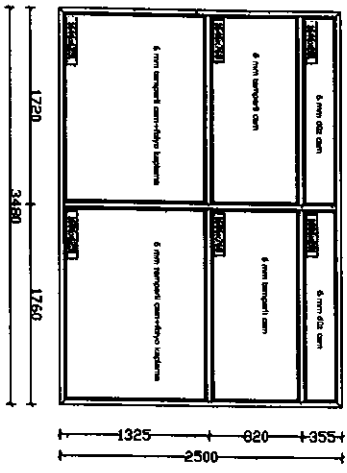 6 mm temperli cam+folyo kaplama
6 mm temperli cam
6 mm düz cam
6 mm temperli cam+folyo kaplama
6 mm temperli cam
6 mm düz cam
1720
1760
3480
1325
820
355
2500